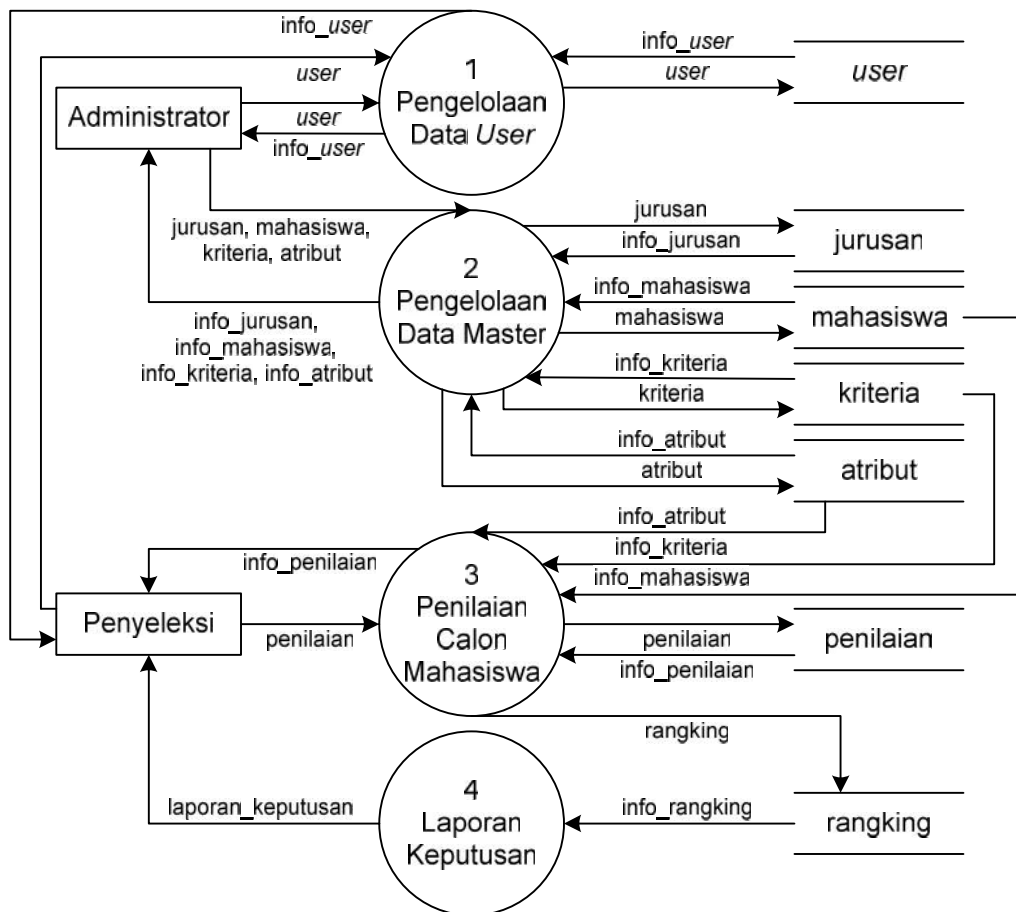 info_user
user
1
Pengelolaan
Data User
info_user
user
user
Administrator
user
info_user
jurusan, mahasiswa,
kriteria, atribut
jurusan
info_jurusan
jurusan
2
Pengelolaan
Data Master
info_mahasiswa
mahasiswa
mahasiswa
info_jurusan,
info_mahasiswa,
info_kriteria, info_atribut
info_kriteria
kriteria
kriteria
info_atribut
atribut
atribut
info_atribut
info_kriteria
info_mahasiswa
info_penilaian
3
Penilaian
Calon
Mahasiswa
Penyeleksi
penilaian
penilaian
info_penilaian
penilaian
rangking
4
Laporan
Keputusan
laporan_keputusan
info_rangking
rangking